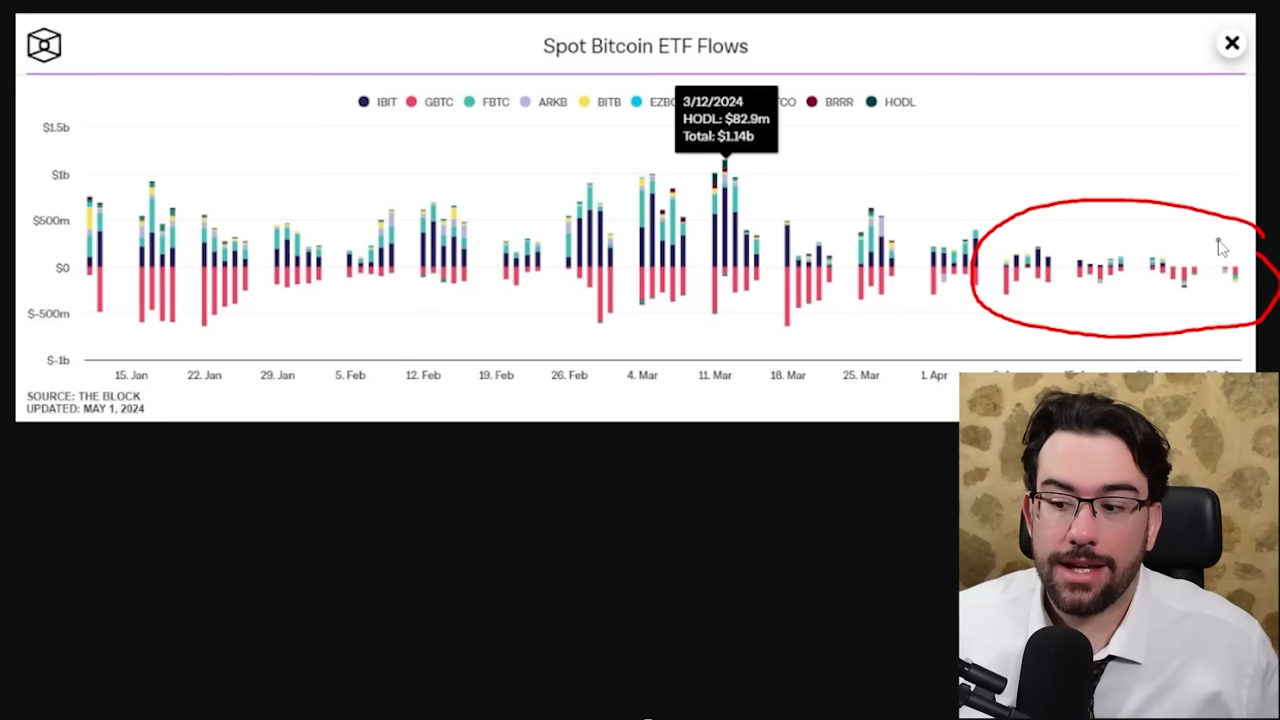 Spot Bitcoin ETF Flows
IBIT GBTC FBTC ARKB BITB BRRR HODL
3/12/2024
HODL: $82.9m
Total: $1.14b
$1.5b
$1b
$500m
$0
$-500m
$-1b
15. Jan 22. Jan 29. Jan 5. Feb 12. Feb 19. Feb 26. Feb 4. Mar 11. Mar 18. Mar 25. Mar 1. Apr
SOURCE: THE BLOCK
UPDATED: MAY 1, 2024